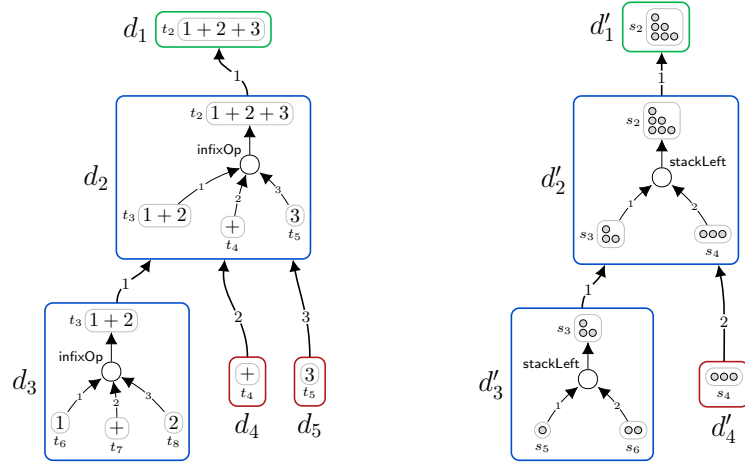 d₁ t₂ 1 + 2 + 3
1
d₂
t₂ 1 + 2 + 3
infixOp
1 2 3
t₃ 1 + 2
+
t₄
3
t₅
1 2 3
d₃
t₃ 1 + 2
infixOp
1 2 3
1
t₆
+
t₇
2
t₈
+
t₄
d₄
3
t₅
d₅
d′₁ s₂
1
d′₂
s₂
stackLeft
1 2
s₃
s₄
1 2
d′₃
s₃
stackLeft
1 2
s₅
s₆
s₄
d′₄